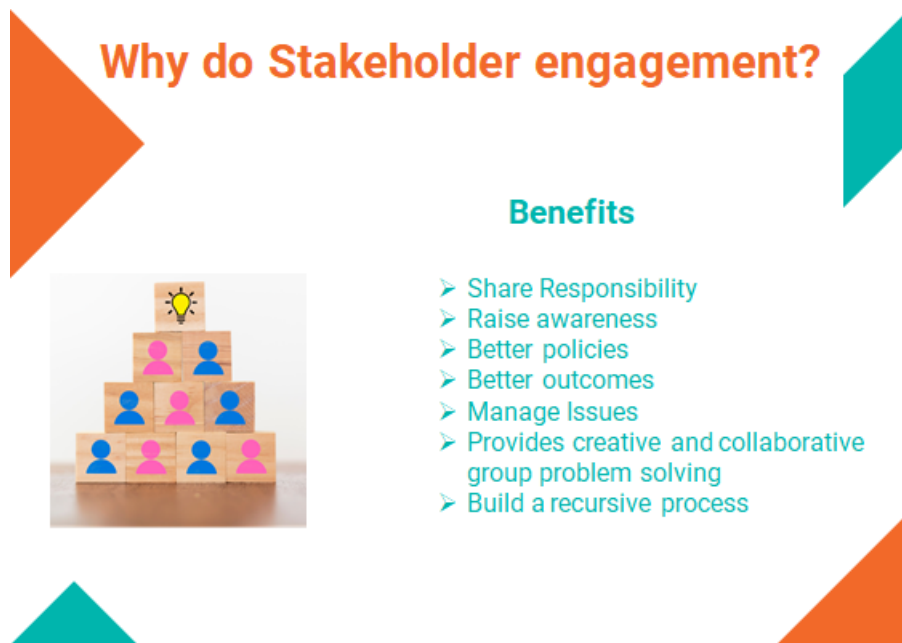 Why do Stakeholder engagement?
Benefits
➢ Share Responsibility
➢ Raise awareness
➢ Better policies
➢ Better outcomes
➢ Manage Issues
➢ Provides creative and collaborative
group problem solving
➢ Build a recursive process